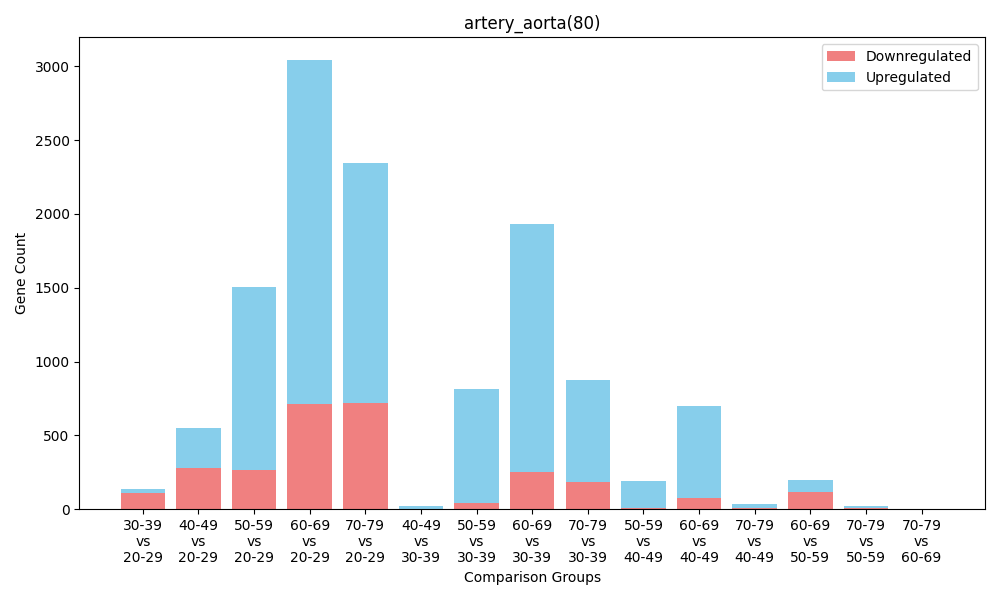 artery_aorta(80)
Downregulated
Upregulated
Gene Count
3000
2500
2000
1500
1000
500
0
30-39 40-49 50-59 60-69 70-79 40-49 50-59 60-69 70-79 50-59 60-69 70-79 60-69 70-79 70-79
vs vs vs vs vs vs vs vs vs vs vs vs vs vs vs
20-29 20-29 20-29 20-29 20-29 30-39 30-39 30-39 30-39 40-49 40-49 40-49 50-59 50-59 60-69
Comparison Groups